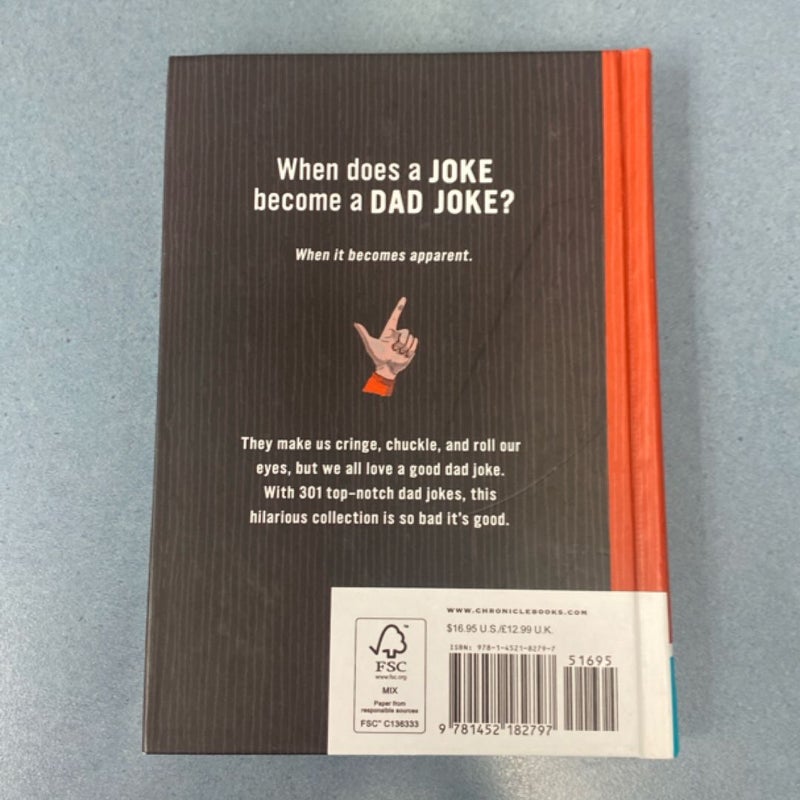 When does a JOKE
become a DAD JOKE?
When it becomes apparent.
They make us cringe, chuckle, and roll our
eyes, but we all love a good dad joke.
With 301 top-notch dad jokes, this
hilarious collection is so bad it's good.
WWW.CHRONICLEBOOKS.COM
$16.95 U.S./£12.99 U.K.
ISBN: 978-1-4521-8279-7
51695
9 781452 182797
FSC
www.fsc.org
MIX
Paper from
responsible sources
FSC™ C136333